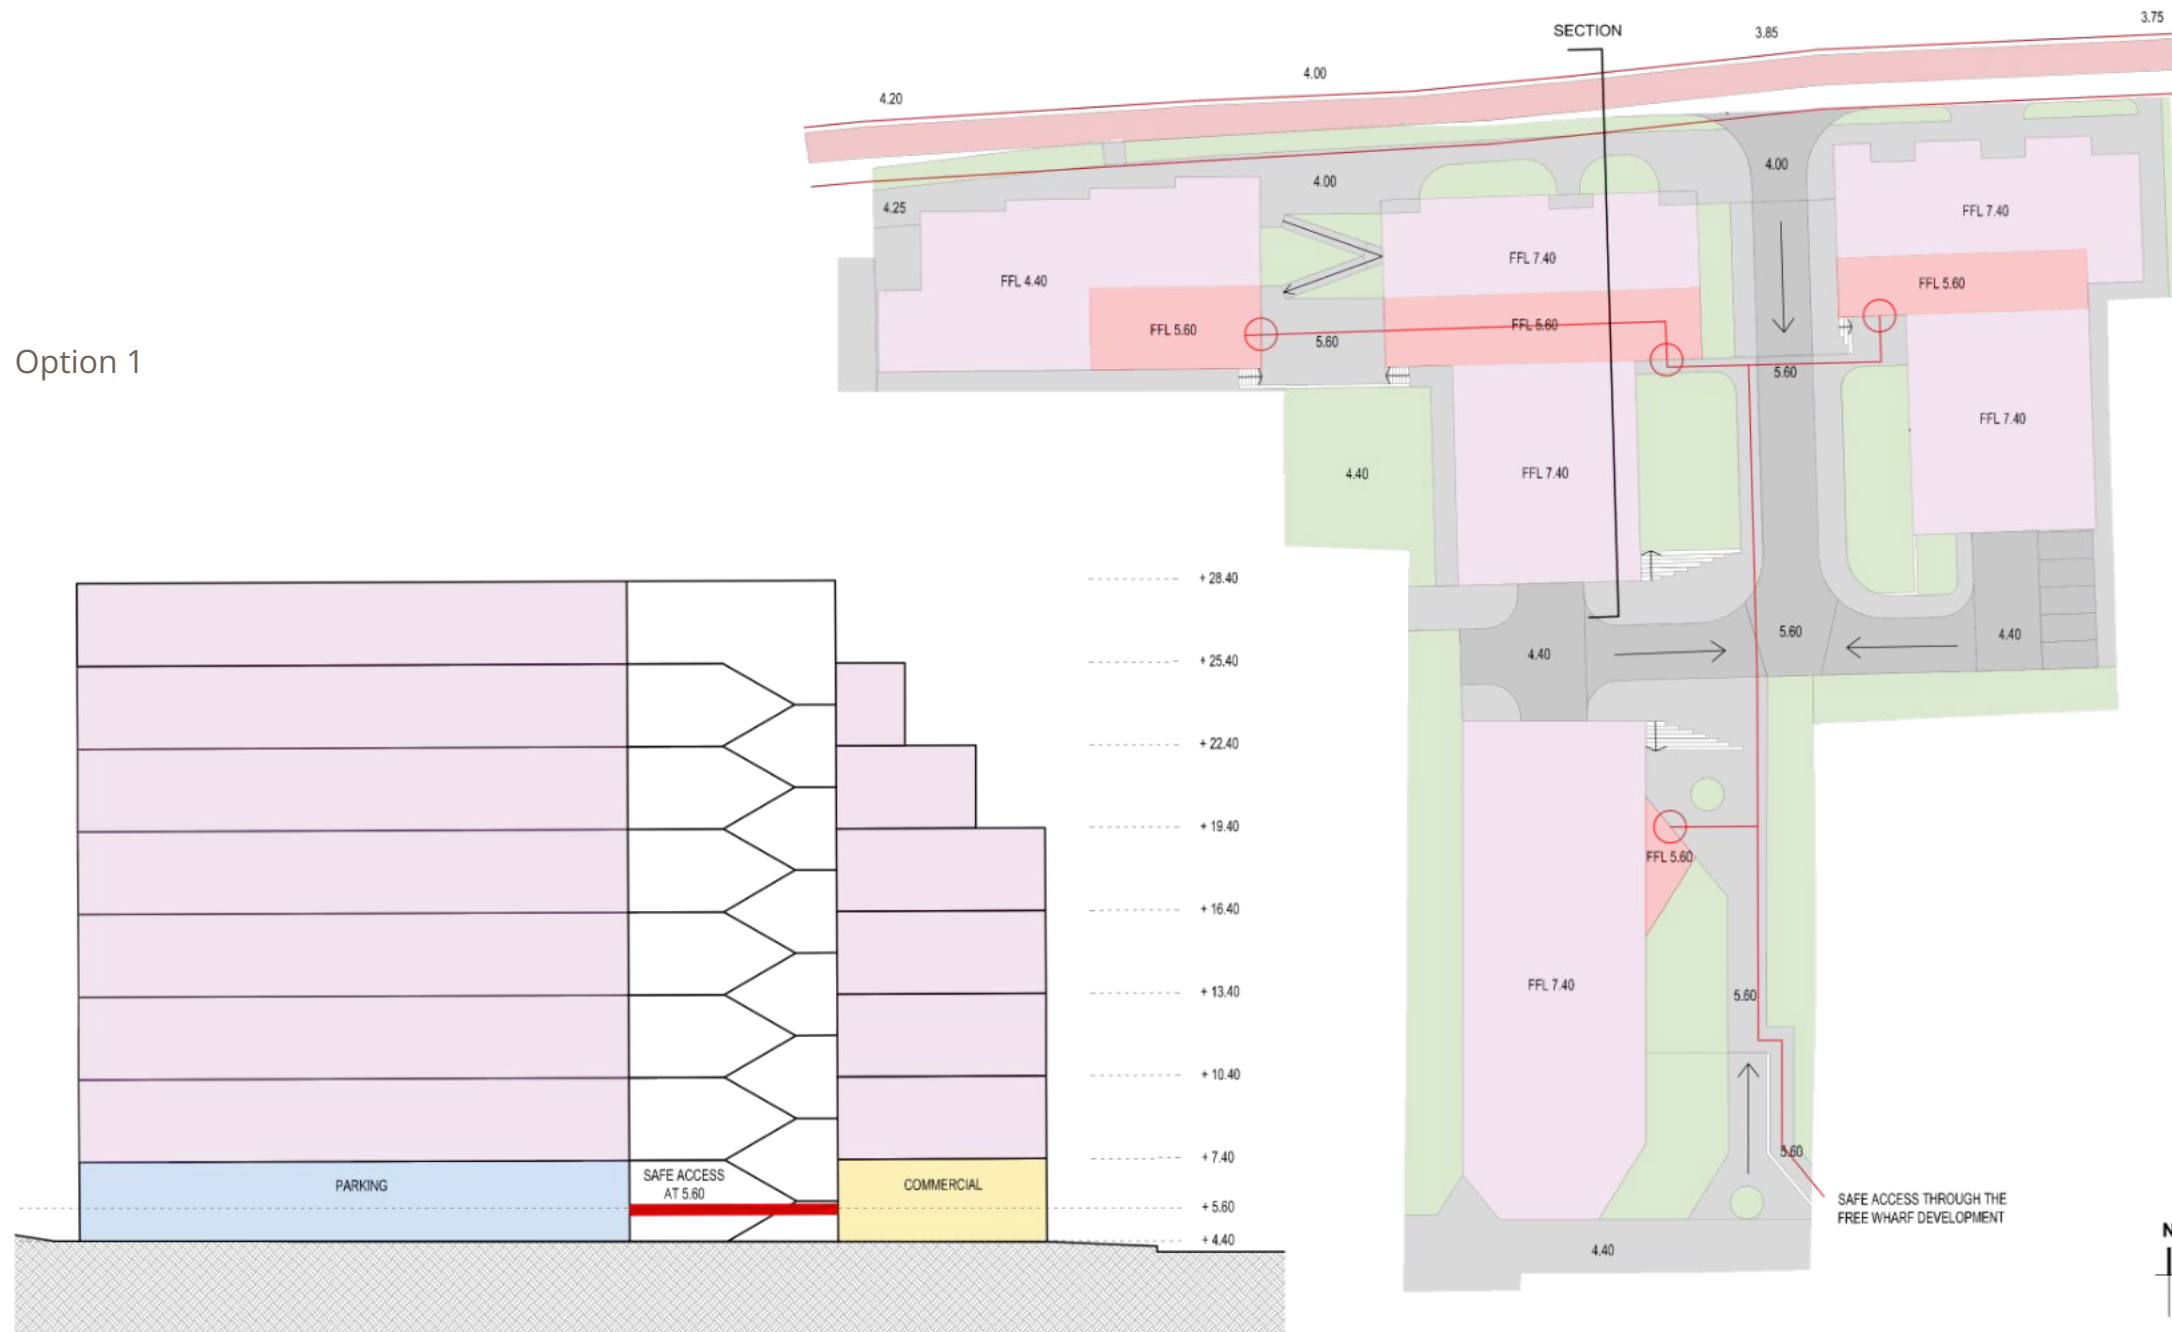 SECTION
3.75
3.85
4.00
4.20
4.00
4.00
4.25
FFL 7.40
FFL 7.40
FFL 4.40
FFL 5.60
FFL 5.60
FFL 5.60
5.60
5.60
Option 1
FFL 7.40
4.40
FFL 7.40
+ 28.40
5.60
4.40
4.40
+ 25.40
+ 22.40
+ 19.40
FFL 5.60
+ 16.40
FFL 7.40
+ 13.40
5.60
+ 10.40
+ 7.40
5.60
SAFE ACCESS
AT 5.60
PARKING
COMMERCIAL
+ 5.60
SAFE ACCESS THROUGH THE
FREE WHARF DEVELOPMENT
+ 4.40
4.40
N